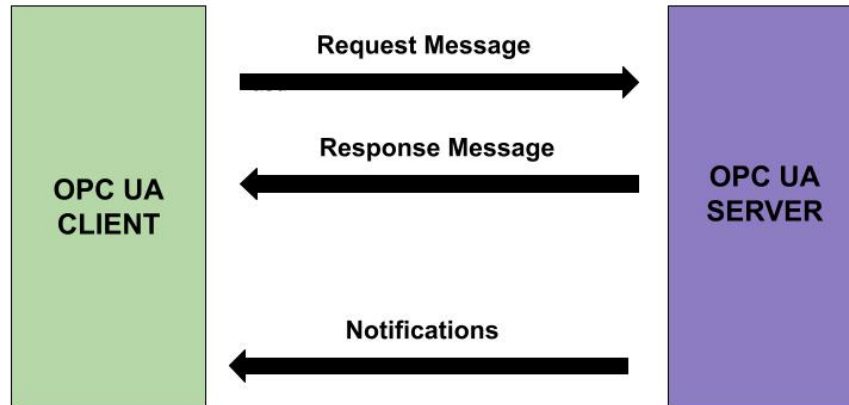 Request Message
Response Message
OPC UA
CLIENT
OPC UA
SERVER
Notifications